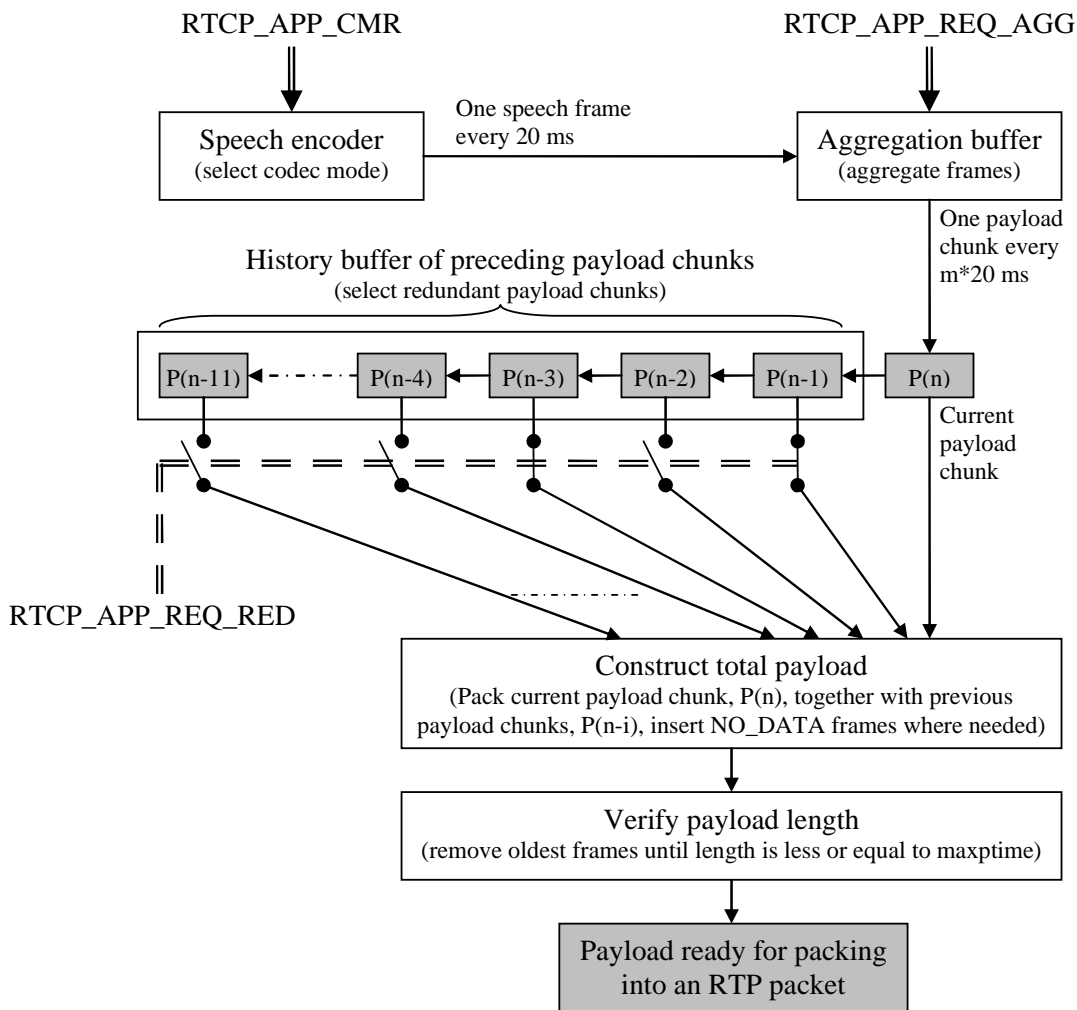 RTCP_APP_CMR
RTCP_APP_REQ_AGG
One speech frame
every 20 ms
Speech encoder
(select codec mode)
Aggregation buffer
(aggregate frames)
One payload
chunk every
m*20 ms
History buffer of preceding payload chunks
(select redundant payload chunks)
P(n-11)
P(n-4)
P(n-3)
P(n-2)
P(n-1)
P(n)
Current
payload
chunk
RTCP_APP_REQ_RED
Construct total payload
(Pack current payload chunk, P(n), together with previous
payload chunks, P(n-i), insert NO_DATA frames where needed)
Verify payload length
(remove oldest frames until length is less or equal to maxptime)
Payload ready for packing
into an RTP packet